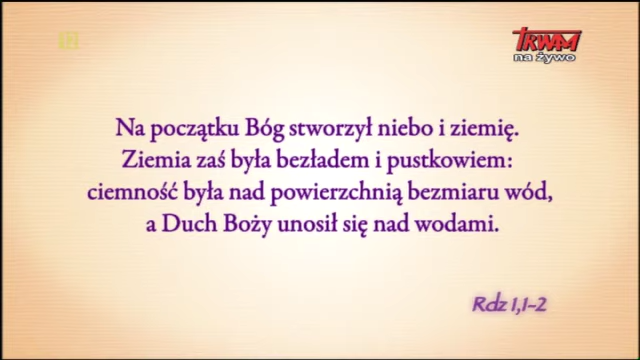 12
TRWAM
na żywo
Na początku Bóg stworzył niebo i ziemię.
Ziemia zaś była bezładem i pustkowiem:
ciemność była nad powierzchnią bezmiaru wód,
a Duch Boży unosił się nad wodami.
Rdz 1,1-2